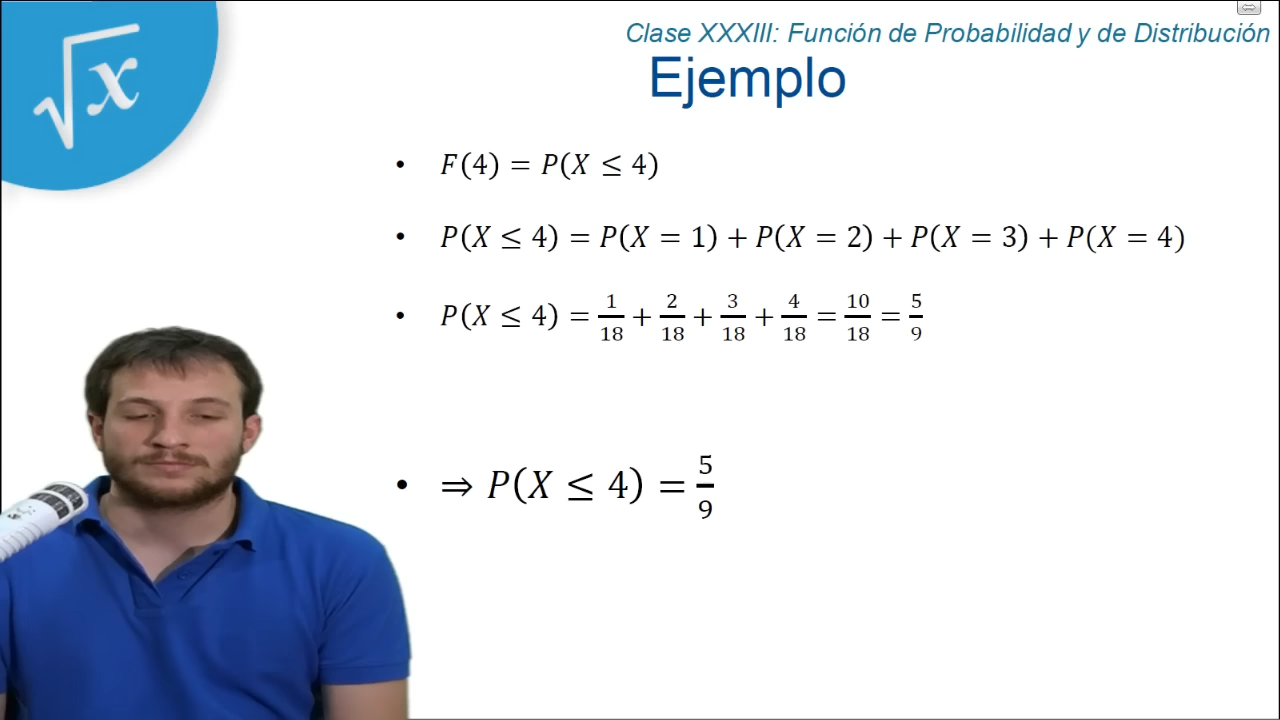 √x
Clase XXXIII: Función de Probabilidad y de Distribución
Ejemplo
• F(4) = P(X ≤ 4)
• P(X ≤ 4) = P(X = 1) + P(X = 2) + P(X = 3) + P(X = 4)
• P(X ≤ 4) = 1/18 + 2/18 + 3/18 + 4/18 = 10/18 = 5/9
• ⇒ P(X ≤ 4) = 5/9